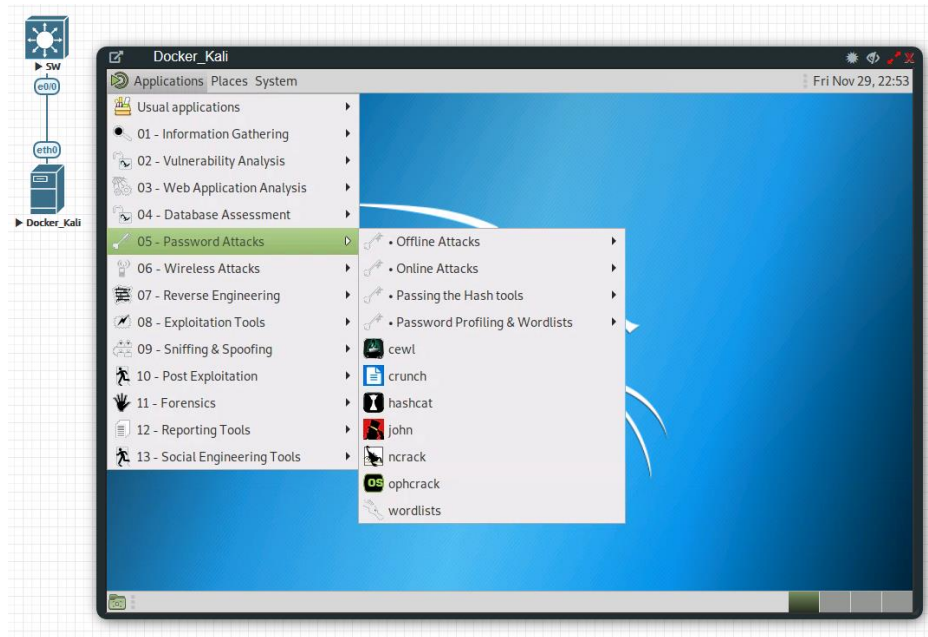 SW
e0/0
eth0
Docker_Kali
Docker_Kali
Applications Places System
Fri Nov 29, 22:53
Usual applications
01 - Information Gathering
02 - Vulnerability Analysis
03 - Web Application Analysis
04 - Database Assessment
05 - Password Attacks
06 - Wireless Attacks
07 - Reverse Engineering
08 - Exploitation Tools
09 - Sniffing & Spoofing
10 - Post Exploitation
11 - Forensics
12 - Reporting Tools
13 - Social Engineering Tools
• Offline Attacks
• Online Attacks
• Passing the Hash tools
• Password Profiling & Wordlists
cewl
crunch
hashcat
john
ncrack
OS
ophcrack
wordlists